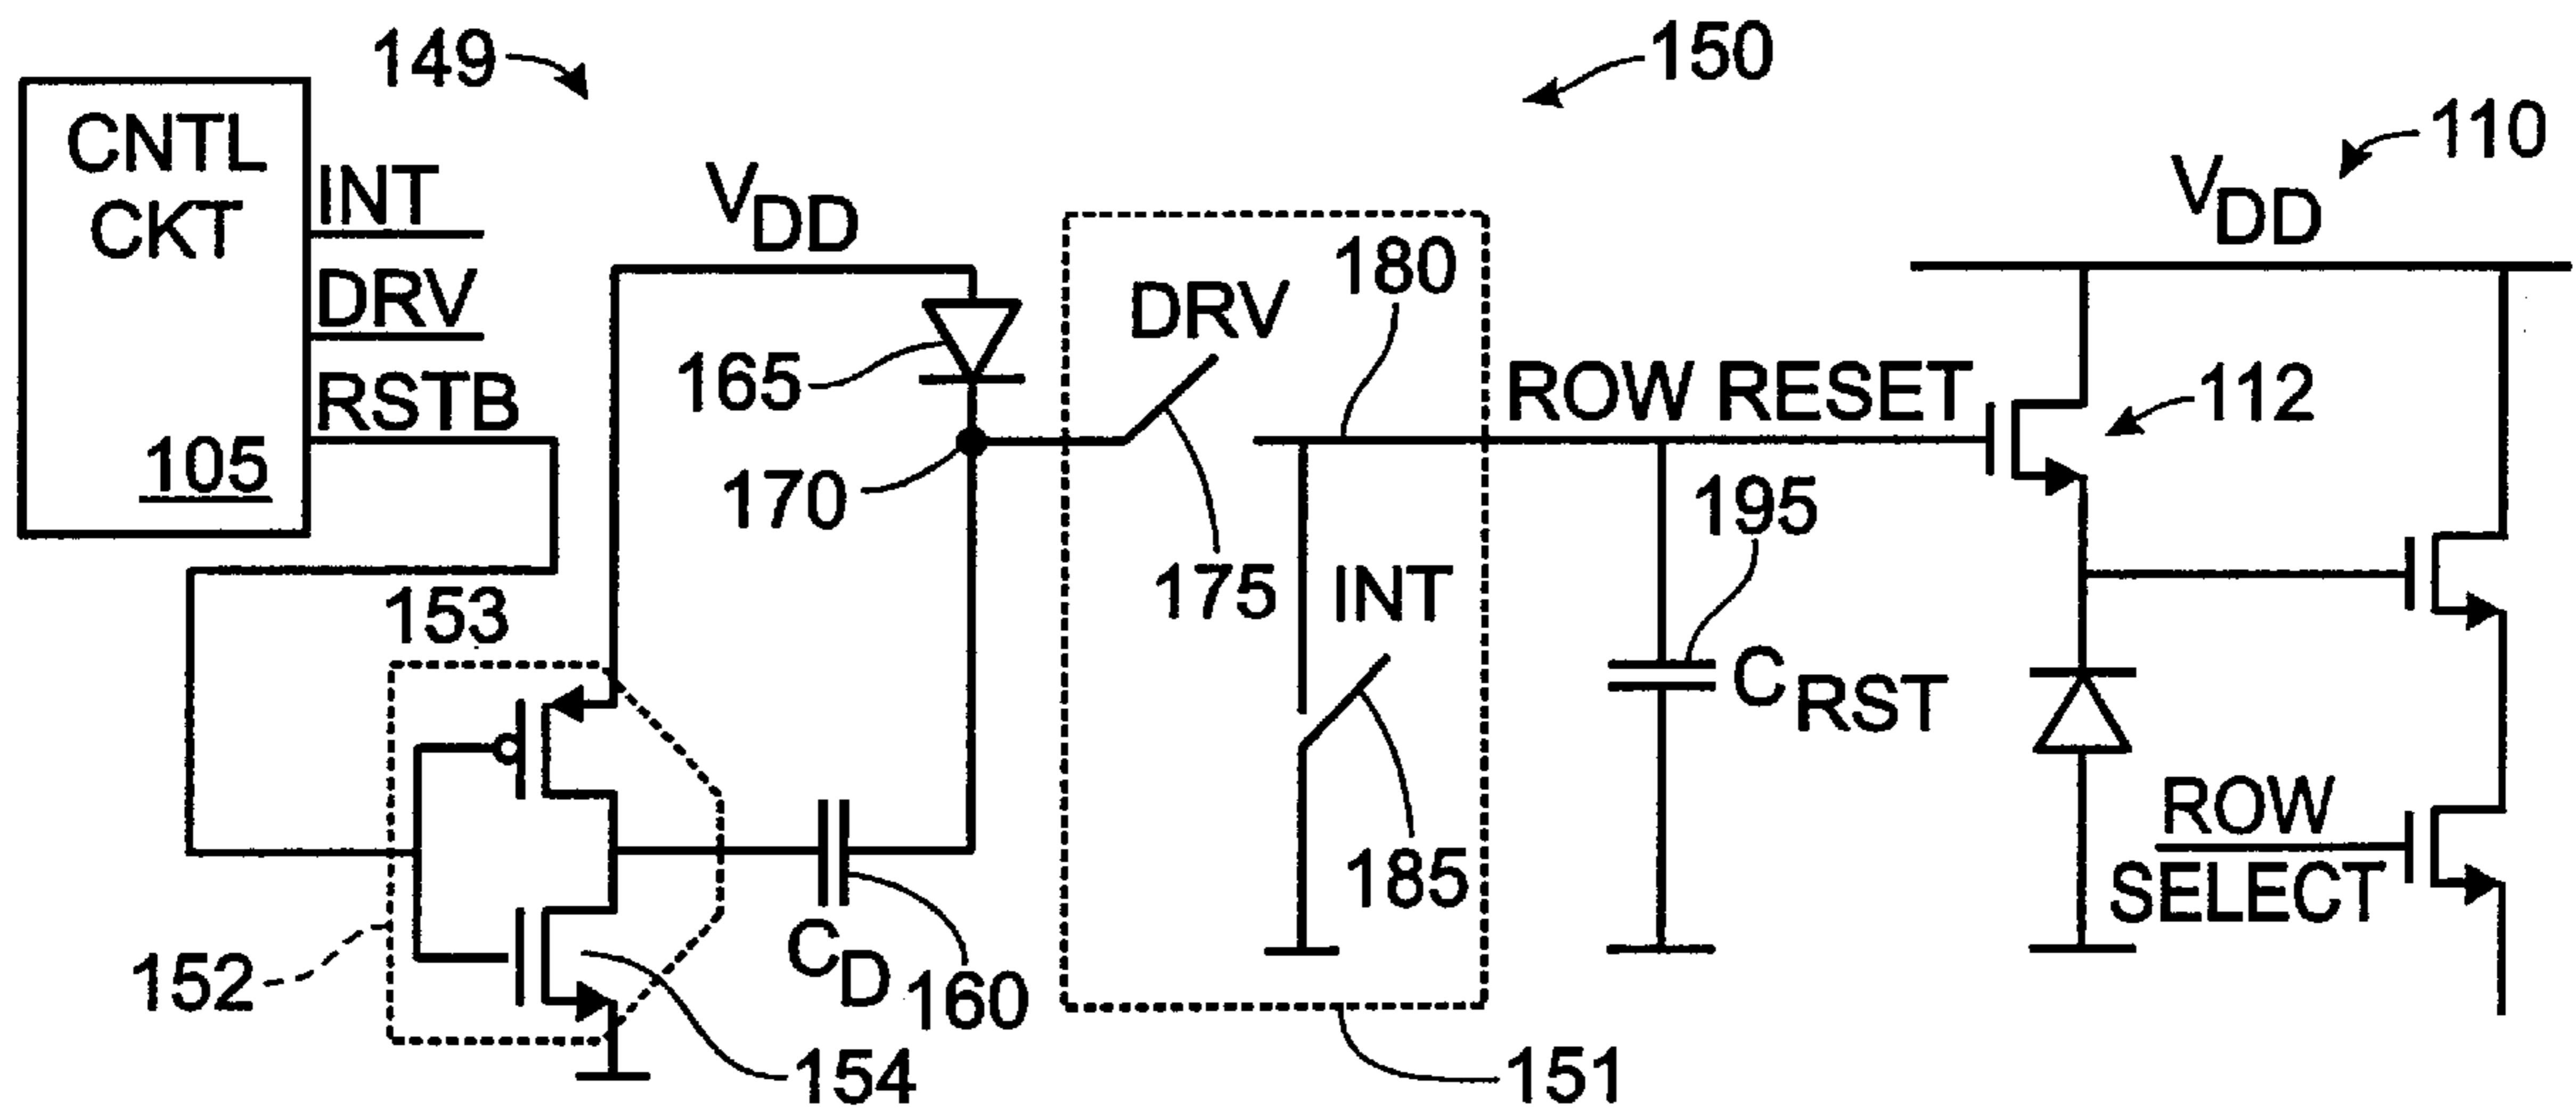 149
150
110
CNTL
CKT
INT
DRV
RSTB
105
VDD
165
170
DRV
180
175
INT
185
151
ROW RESET
195
CRST
VDD
112
ROW
SELECT
153
152
154
CD
160